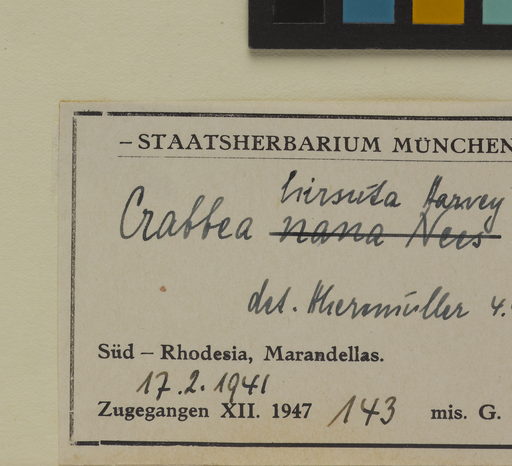 – STAATSHERBARIUM MÜNCHEN
hirsuta Harvey
Crabbea nana Nees
det. 4.
Süd – Rhodesia, Marandellas.
17.2.1941
Zugegangen XII. 1947 143 mis. G.